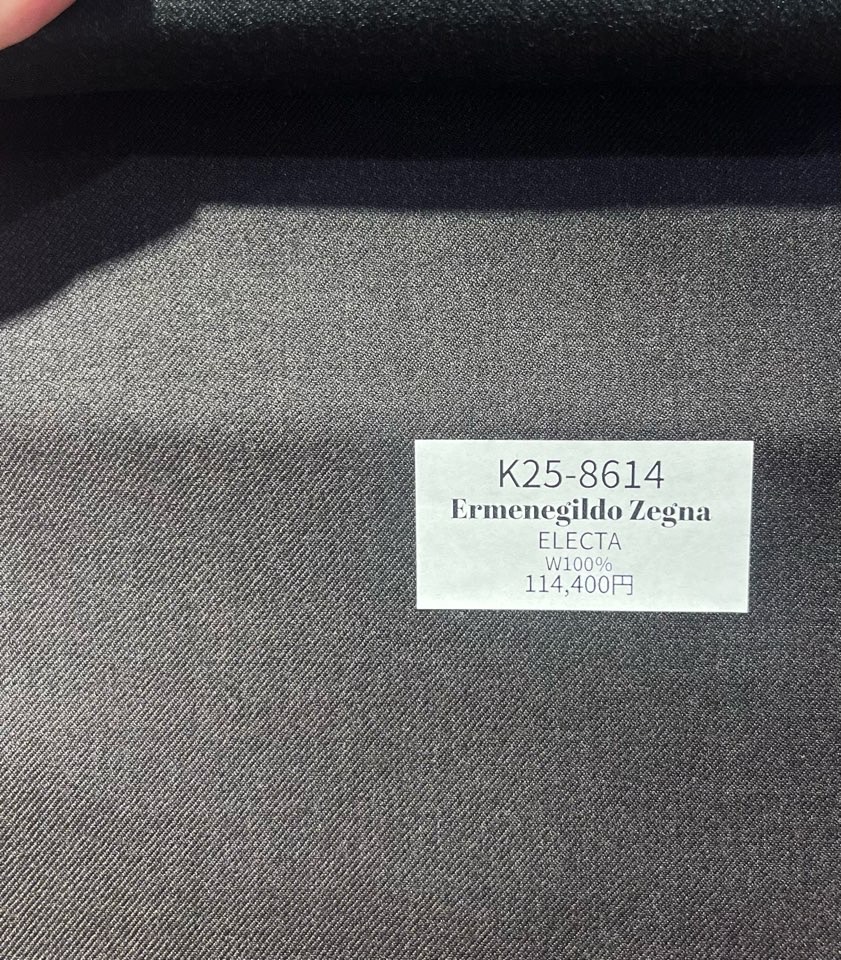 K25-8614
Ermenegildo Zegna
ELECTA
W100%
114,400円